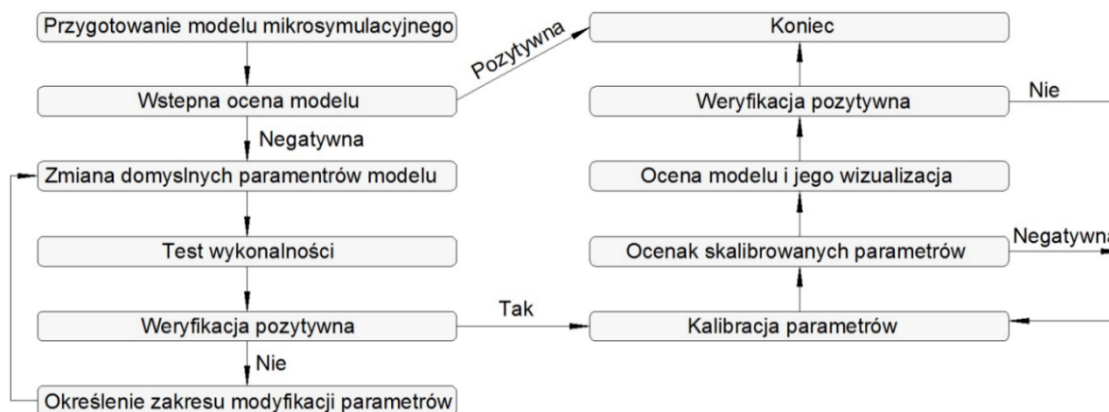 Przygotowanie modelu mikrosymulacyjnego
Wstepna ocena modelu
Negatywna
Zmiana domyslnych paramentrów modelu
Test wykonalności
Weryfikacja pozytywna
Nie
Określenie zakresu modyfikacji parametrów
Pozytywna
Tak
Koniec
Weryfikacja pozytywna
Nie
Ocena modelu i jego wizualizacja
Ocenak skalibrowanych parametrów
Negatywna
Kalibracja parametrów